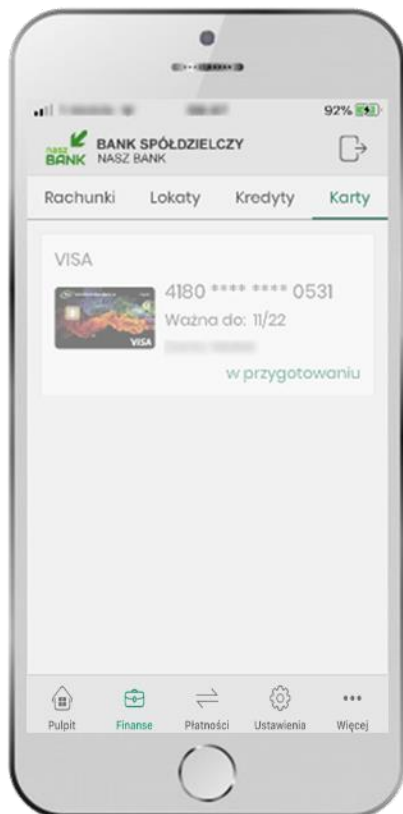 92%
nasz
BANK
BANK SPÓŁDZIELCZY
NASZ BANK
Rachunki Lokaty Kredyty Karty
VISA
4180 **** **** 0531
Ważna do: 11/22
VISA
w przygotowaniu
Pulpit Finanse Płatności Ustawienia Więcej